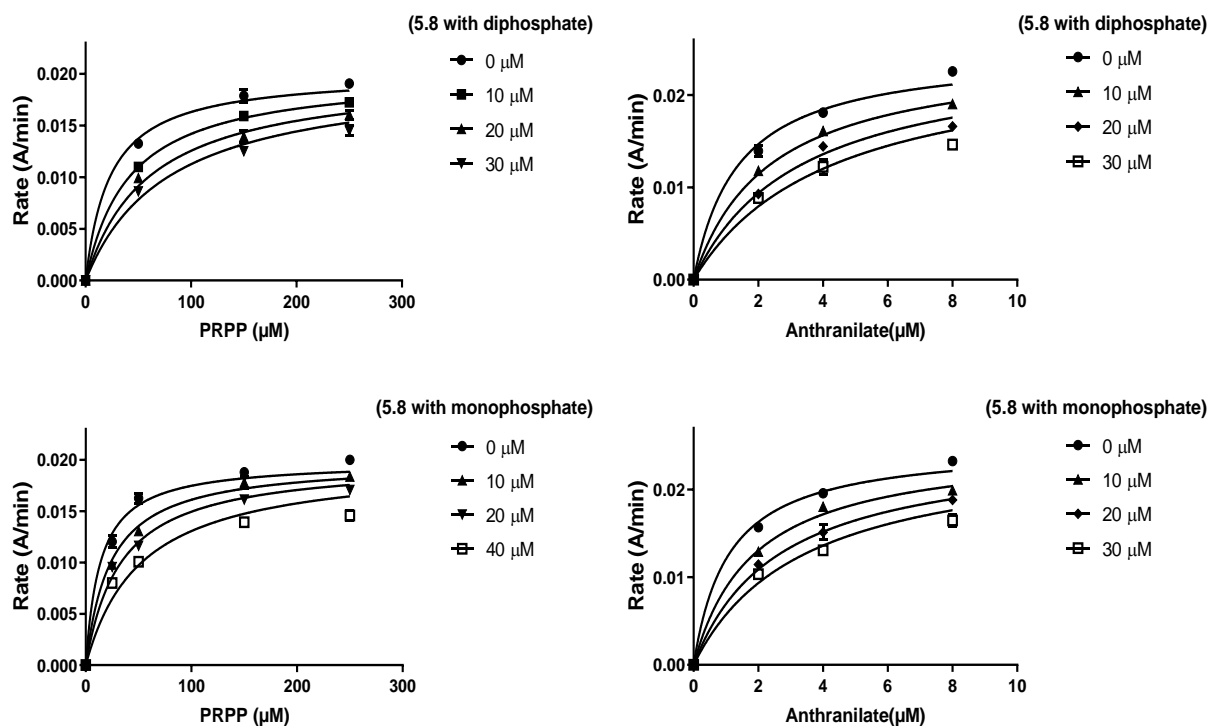 (5.8 with diphosphate)
Rate (A/min)
0.020
0.015
0.010
0.005
0.000
0 µM
10 µM
20 µM
30 µM
0
100
200
300
PRPP (µM)
(5.8 with diphosphate)
Rate (A/min)
0.02
0.01
0.00
0 µM
10 µM
20 µM
30 µM
0
2
4
6
8
10
Anthranilate(µM)
(5.8 with monophosphate)
Rate (A/min)
0.020
0.015
0.010
0.005
0.000
0 µM
10 µM
20 µM
40 µM
0
100
200
300
PRPP (µM)
(5.8 with monophosphate)
Rate (A/min)
0.02
0.01
0.00
0 µM
10 µM
20 µM
30 µM
0
2
4
6
8
10
Anthranilate(µM)